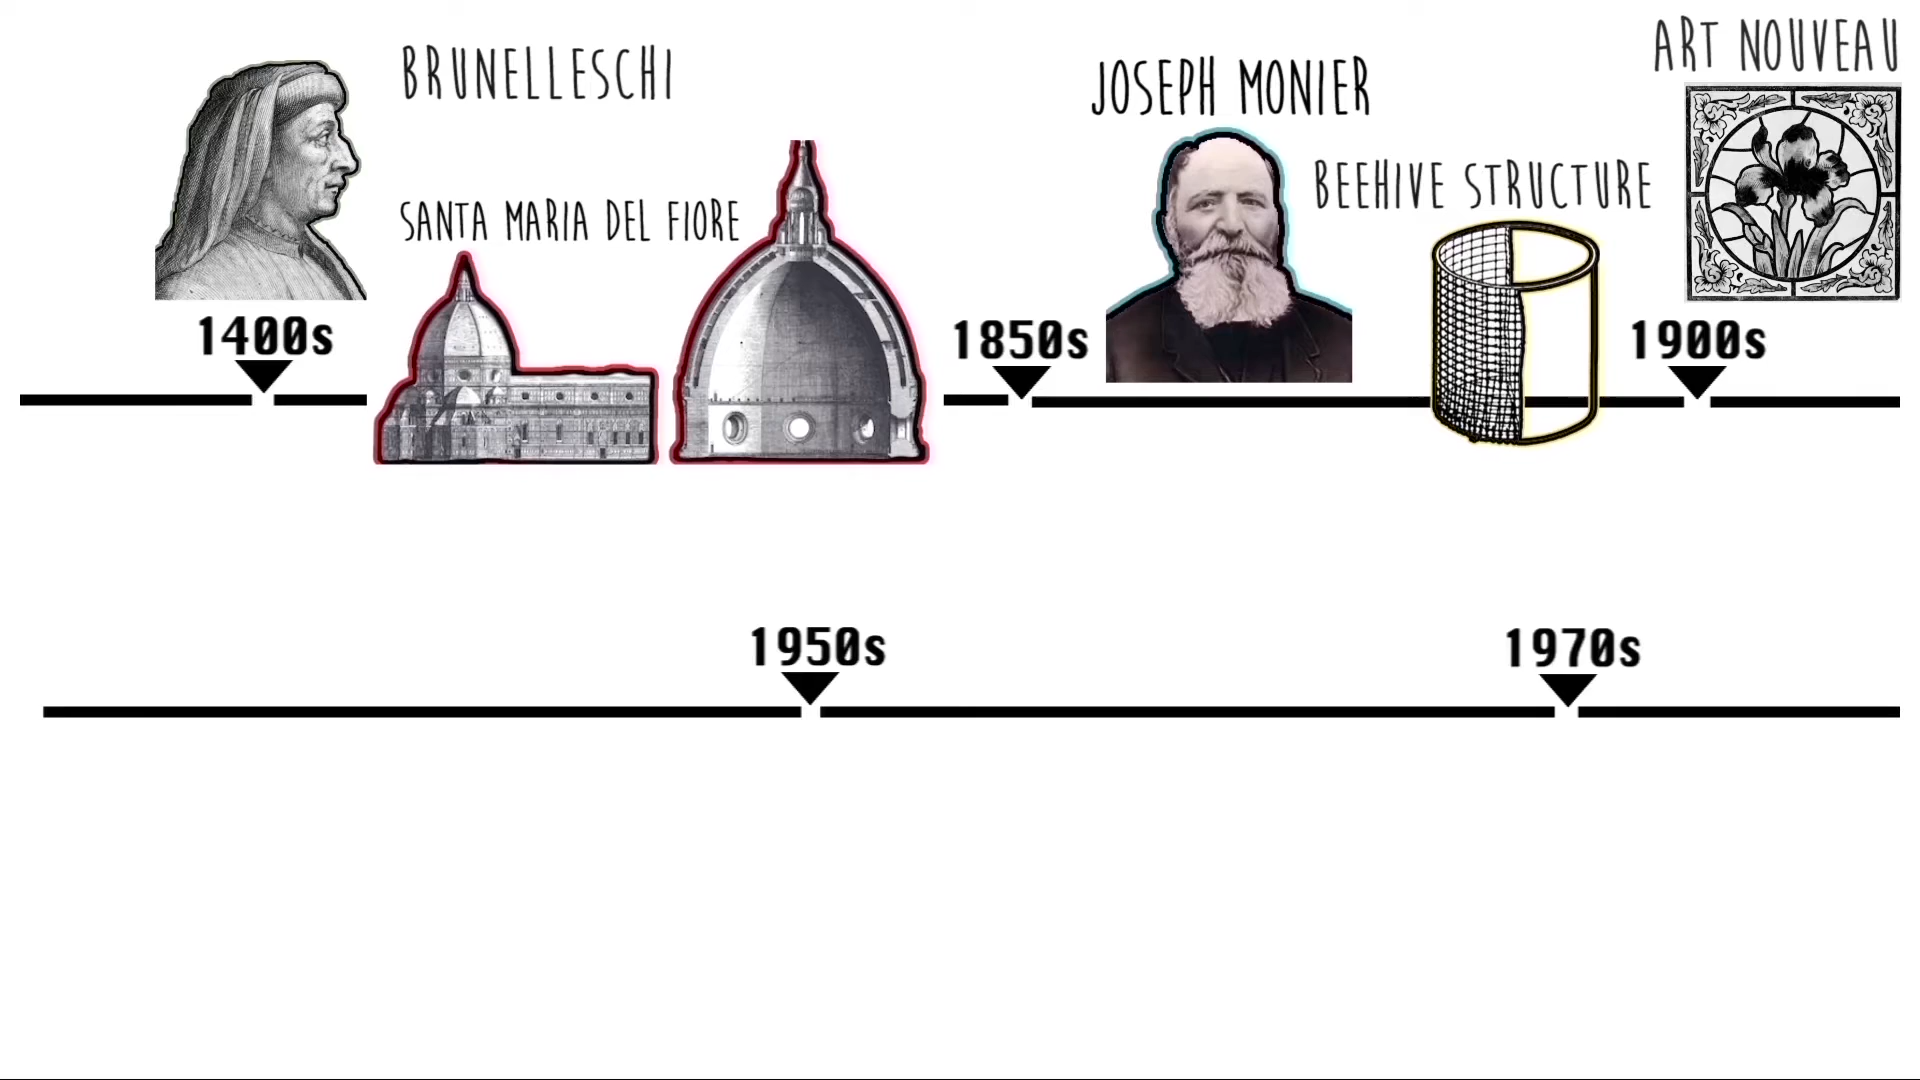 BRUNELLESCHI
SANTA MARIA DEL FIORE
1400s
JOSEPH MONIER
BEEHIVE STRUCTURE
1850s
ART NOUVEAU
1900s
1950s
1970s